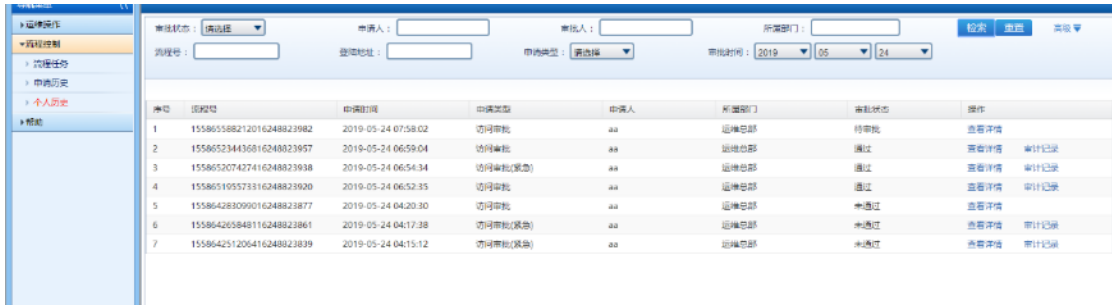 运维操作
流程控制
流程任务
申请历史
个人历史
帮助
审批状态： 请选择 申请人： 审批人： 所属部门： 检索 重置 高级
流程号： 登陆地址： 申请类型： 请选择 审批时间： 2019 05 24
序号 流程号 申请时间 申请类型 申请人 所属部门 审批状态 操作
1 155865588212016248823982 2019-05-24 07:58:02 访问审批 aa 运维总部 待审批 查看详情
2 155865234436816248823957 2019-05-24 06:59:04 访问审批 aa 运维总部 通过 查看详情 审计记录
3 155865207427416248823938 2019-05-24 06:54:34 访问审批(紧急) aa 运维总部 通过 查看详情 审计记录
4 155865195573316248823920 2019-05-24 06:52:35 访问审批 aa 运维总部 通过 查看详情 审计记录
5 155864283099016248823877 2019-05-24 04:20:30 访问审批 aa 运维总部 未通过 查看详情
6 155864265848116248823861 2019-05-24 04:17:38 访问审批(紧急) aa 运维总部 未通过 查看详情 审计记录
7 155864251206416248823839 2019-05-24 04:15:12 访问审批(紧急) aa 运维总部 未通过 查看详情 审计记录